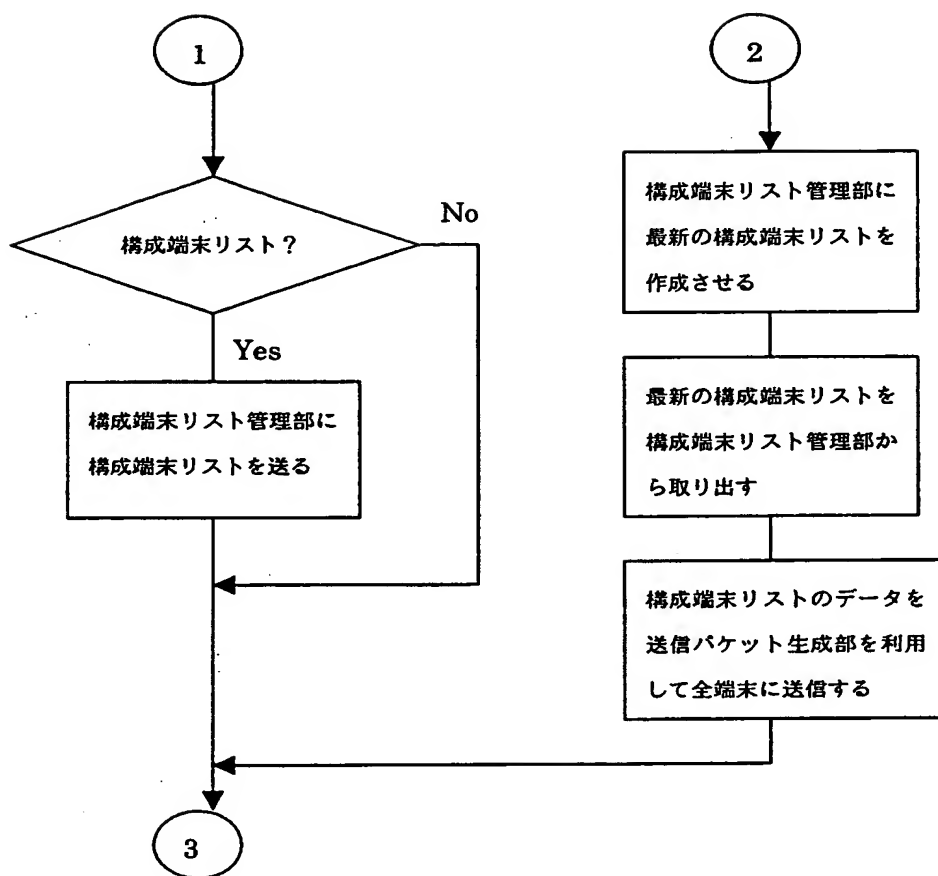 1
構成端末リスト？
No
Yes
構成端末リスト管理部に
構成端末リストを送る
2
構成端末リスト管理部に
最新の構成端末リストを
作成させる
最新の構成端末リストを
構成端末リスト管理部か
ら取り出す
構成端末リストのデータを
送信パケット生成部を利用
して全端末に送信する
3